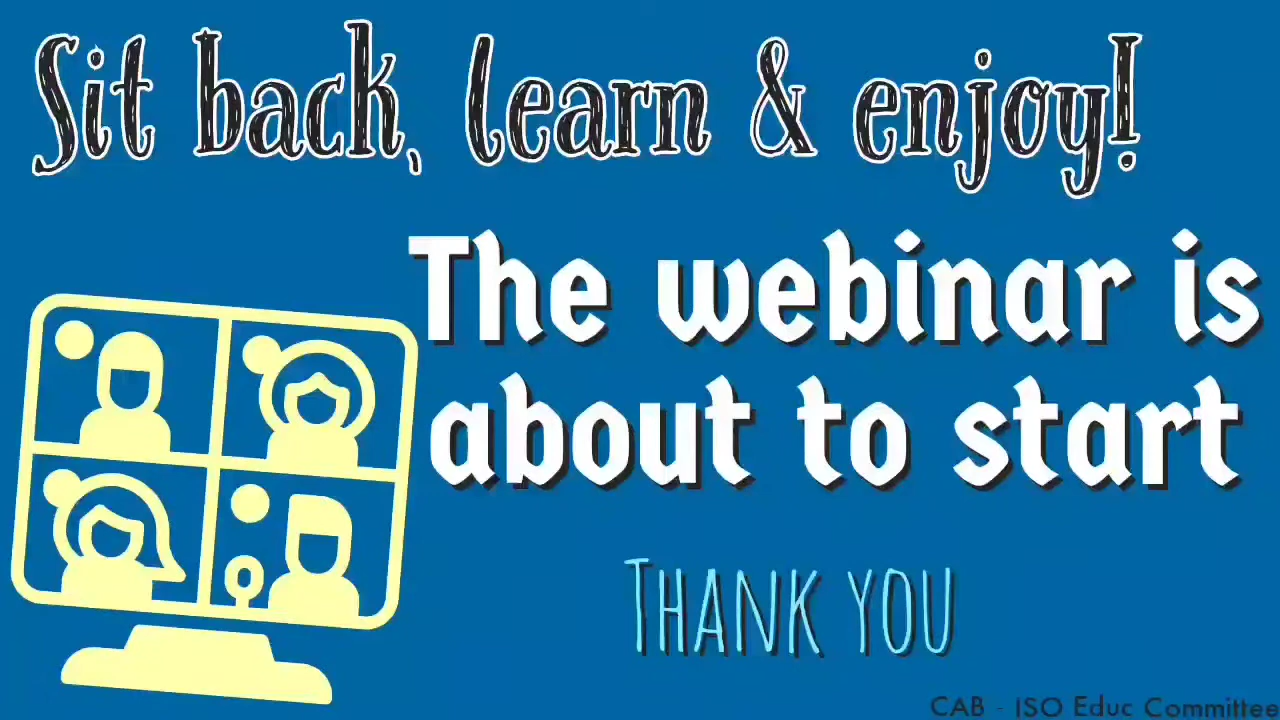 Sit back, learn & enjoy!
The webinar is
about to start
THANK YOU
CAB - ISO Educ Committee